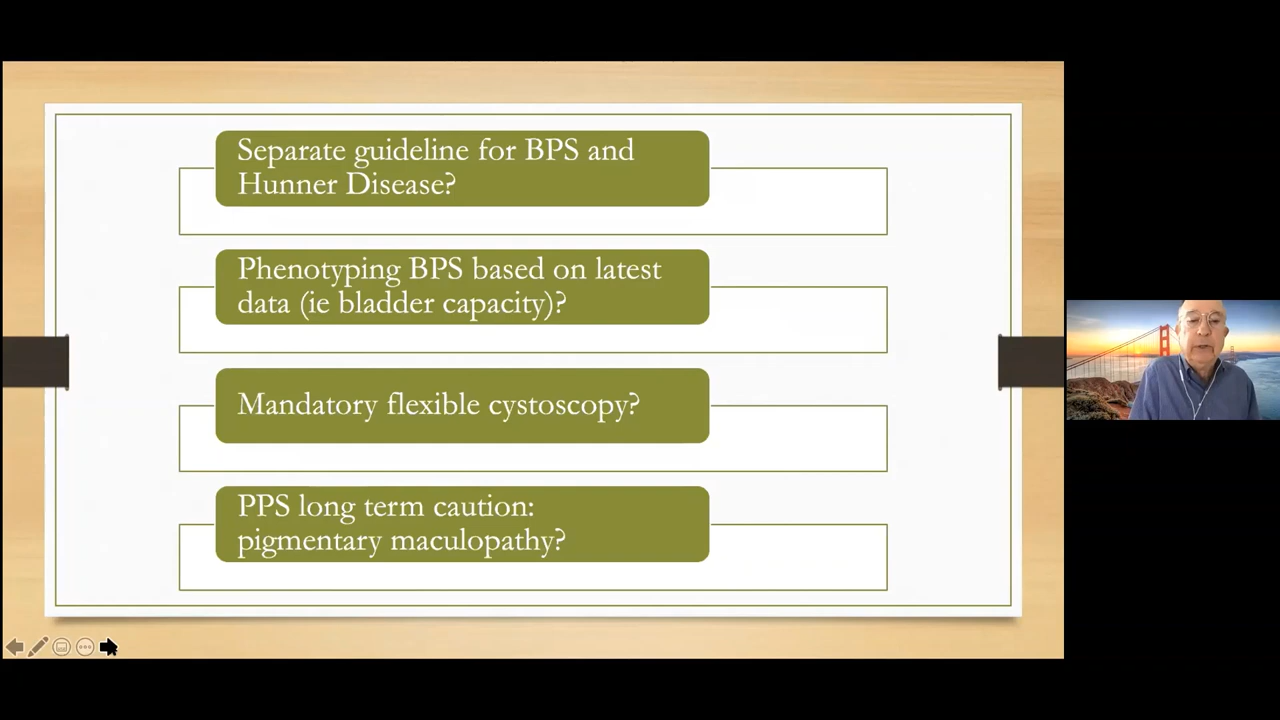 Separate guideline for BPS and
Hunner Disease?
Phenotyping BPS based on latest
data (ie bladder capacity)?
Mandatory flexible cystoscopy?
PPS long term caution:
pigmentary maculopathy?